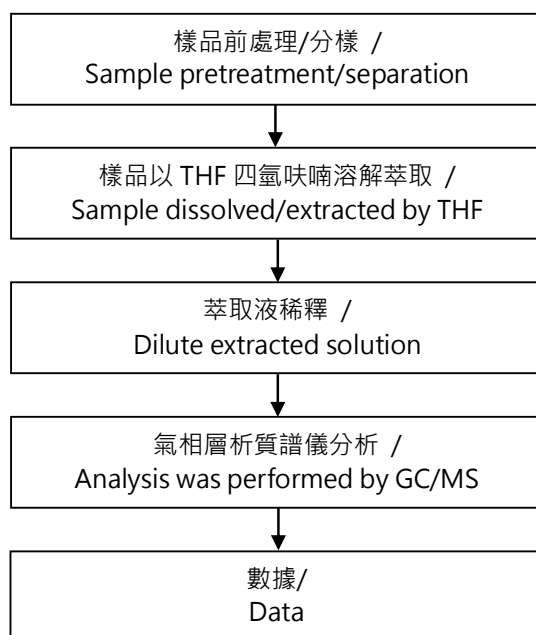 樣品前處理/分樣 /
Sample pretreatment/separation
樣品以 THF 四氫呋喃溶解萃取 /
Sample dissolved/extracted by THF
萃取液稀釋 /
Dilute extracted solution
氣相層析質譜儀分析 /
Analysis was performed by GC/MS
數據/
Data